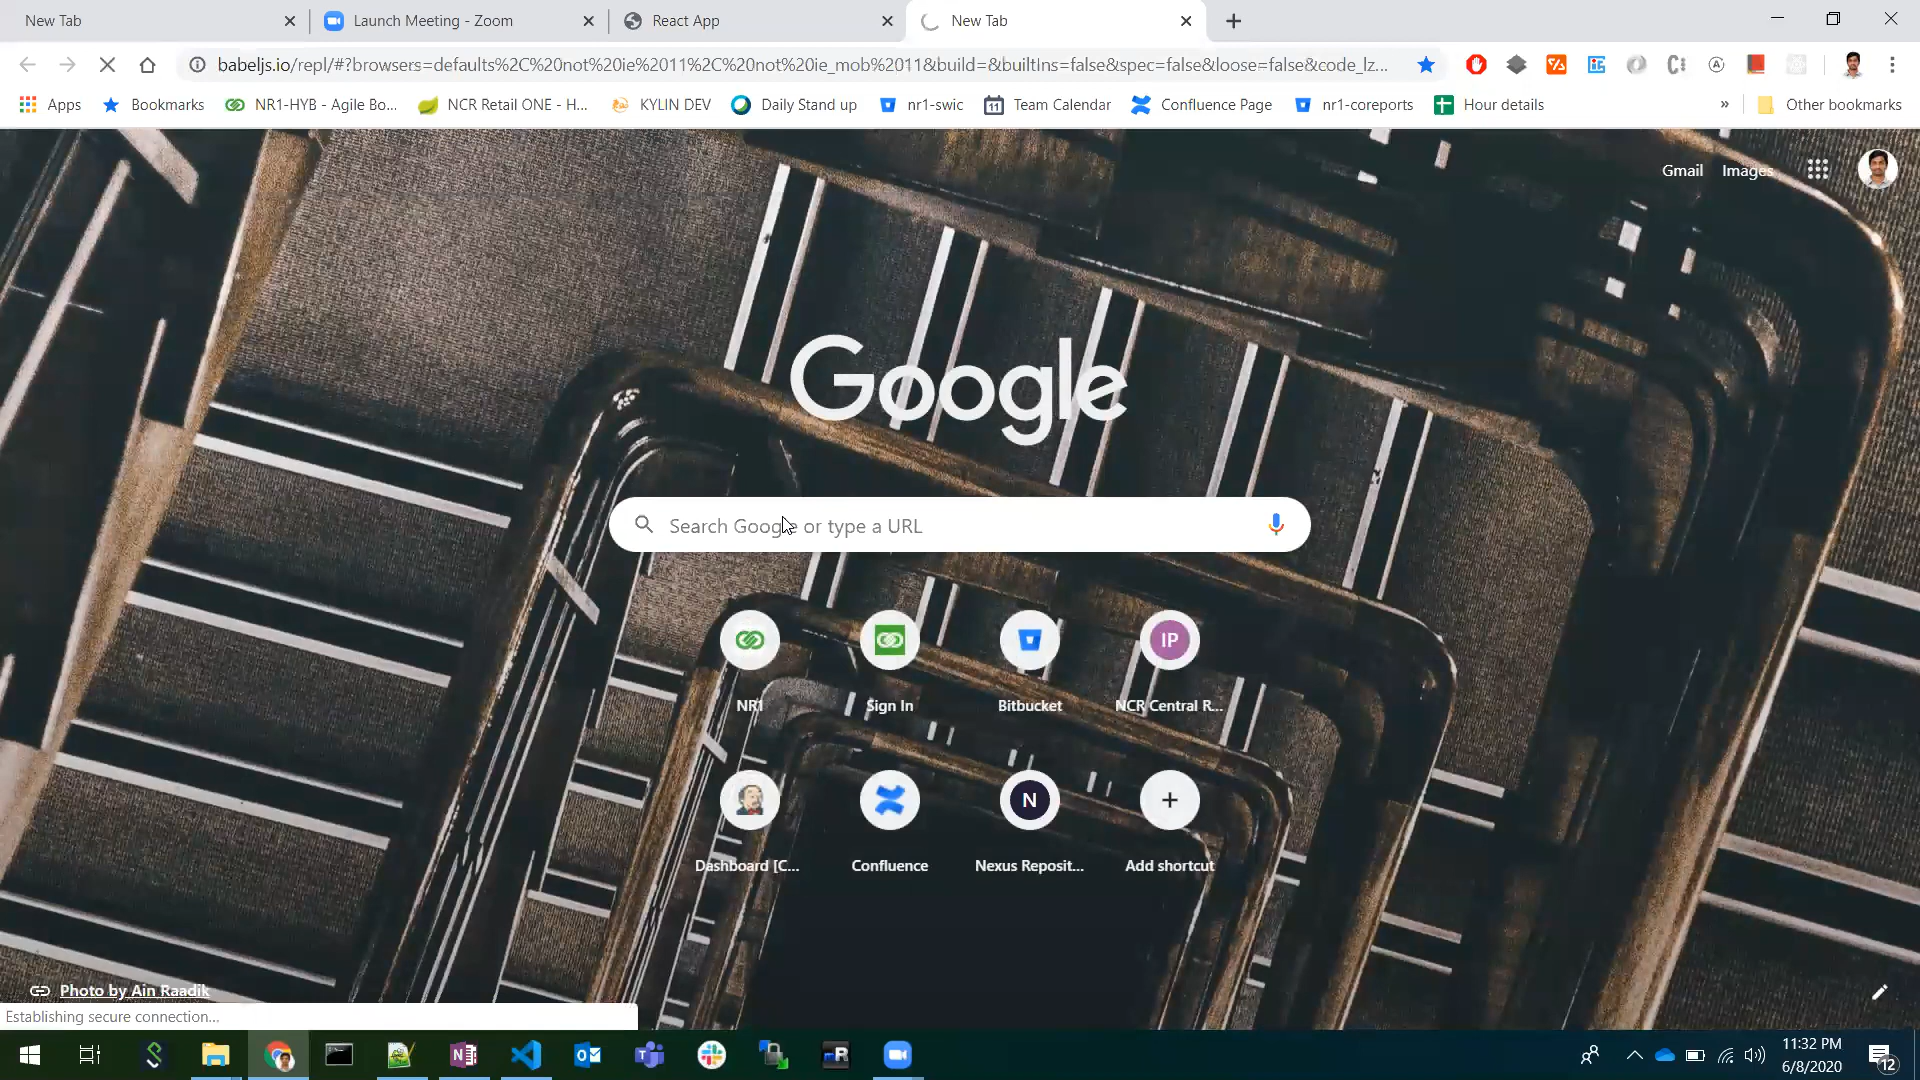 New Tab
Launch Meeting - Zoom
React App
New Tab
babeljs.io/repl/#?browsers=defaults%2C%20not%20ie%2011%2C%20not%20ie_mob%2011&build=&builtIns=false&spec=false&loose=false&code_lz...
Apps
Bookmarks
NR1-HYB - Agile Bo...
NCR Retail ONE - H...
KYLIN DEV
Daily Stand up
nr1-swic
11
Team Calendar
Confluence Page
nr1-coreports
Hour details
»
Other bookmarks
Gmail
Images
Google
Search Google or type a URL
IP
NR1
Sign In
Bitbucket
NCR Central R...
N
Dashboard [C...
Confluence
Nexus Reposit...
Add shortcut
Photo by Ain Raadik
Establishing secure connection...
11:32 PM
6/8/2020
12